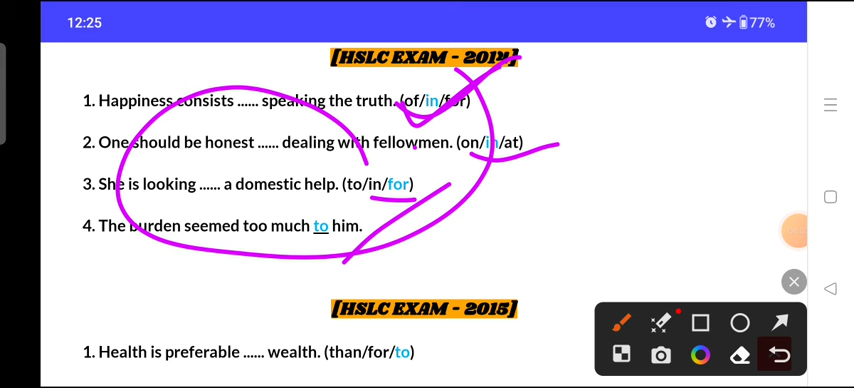 12:25
77%
[HSLC EXAM - 2014]
1. Happiness consists ...... speaking the truth. (of/in/for)
2. One should be honest ...... dealing with fellowmen. (on/in/at)
3. She is looking ...... a domestic help. (to/in/for)
4. The burden seemed too much to him.
[HSLC EXAM - 2015]
1. Health is preferable ...... wealth. (than/for/to)